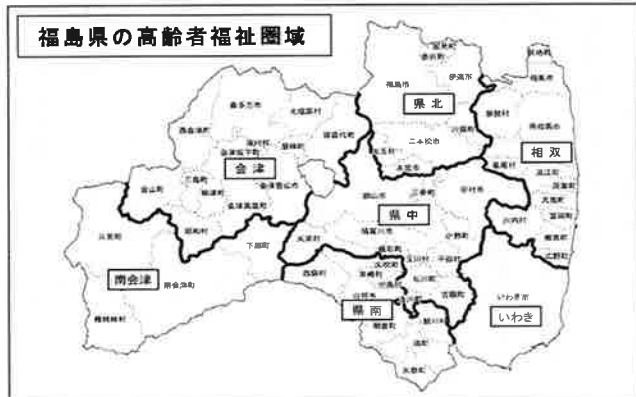 福島県の高齢者福祉圏域
国見町
桑折町
新地町
福島市
伊達市
相馬市
県北
喜多方市
北塩原村
飯舘村
川俣町
南相馬市
西会津町
猪苗代町
二本松市
湯川村
会津坂下町
磐梯町
大玉村
本宮市
相双
葛尾村
浪江町
会津
三島町
柳津町
会津若松市
双葉町
金山町
会津美里町
郡山市
三春町
田村市
大熊町
富岡町
県中
川内村
昭和村
須賀川市
小野町
楢葉町
天栄村
広野町
只見町
下郷町
鏡石町
玉川村
平田村
矢吹町
西郷村
泉崎村
石川町
南会津
南会津町
中島村
いわき市
白河市
古殿町
県南
浅川町
いわき
檜枝岐村
棚倉町
鮫川村
塙町
矢祭町